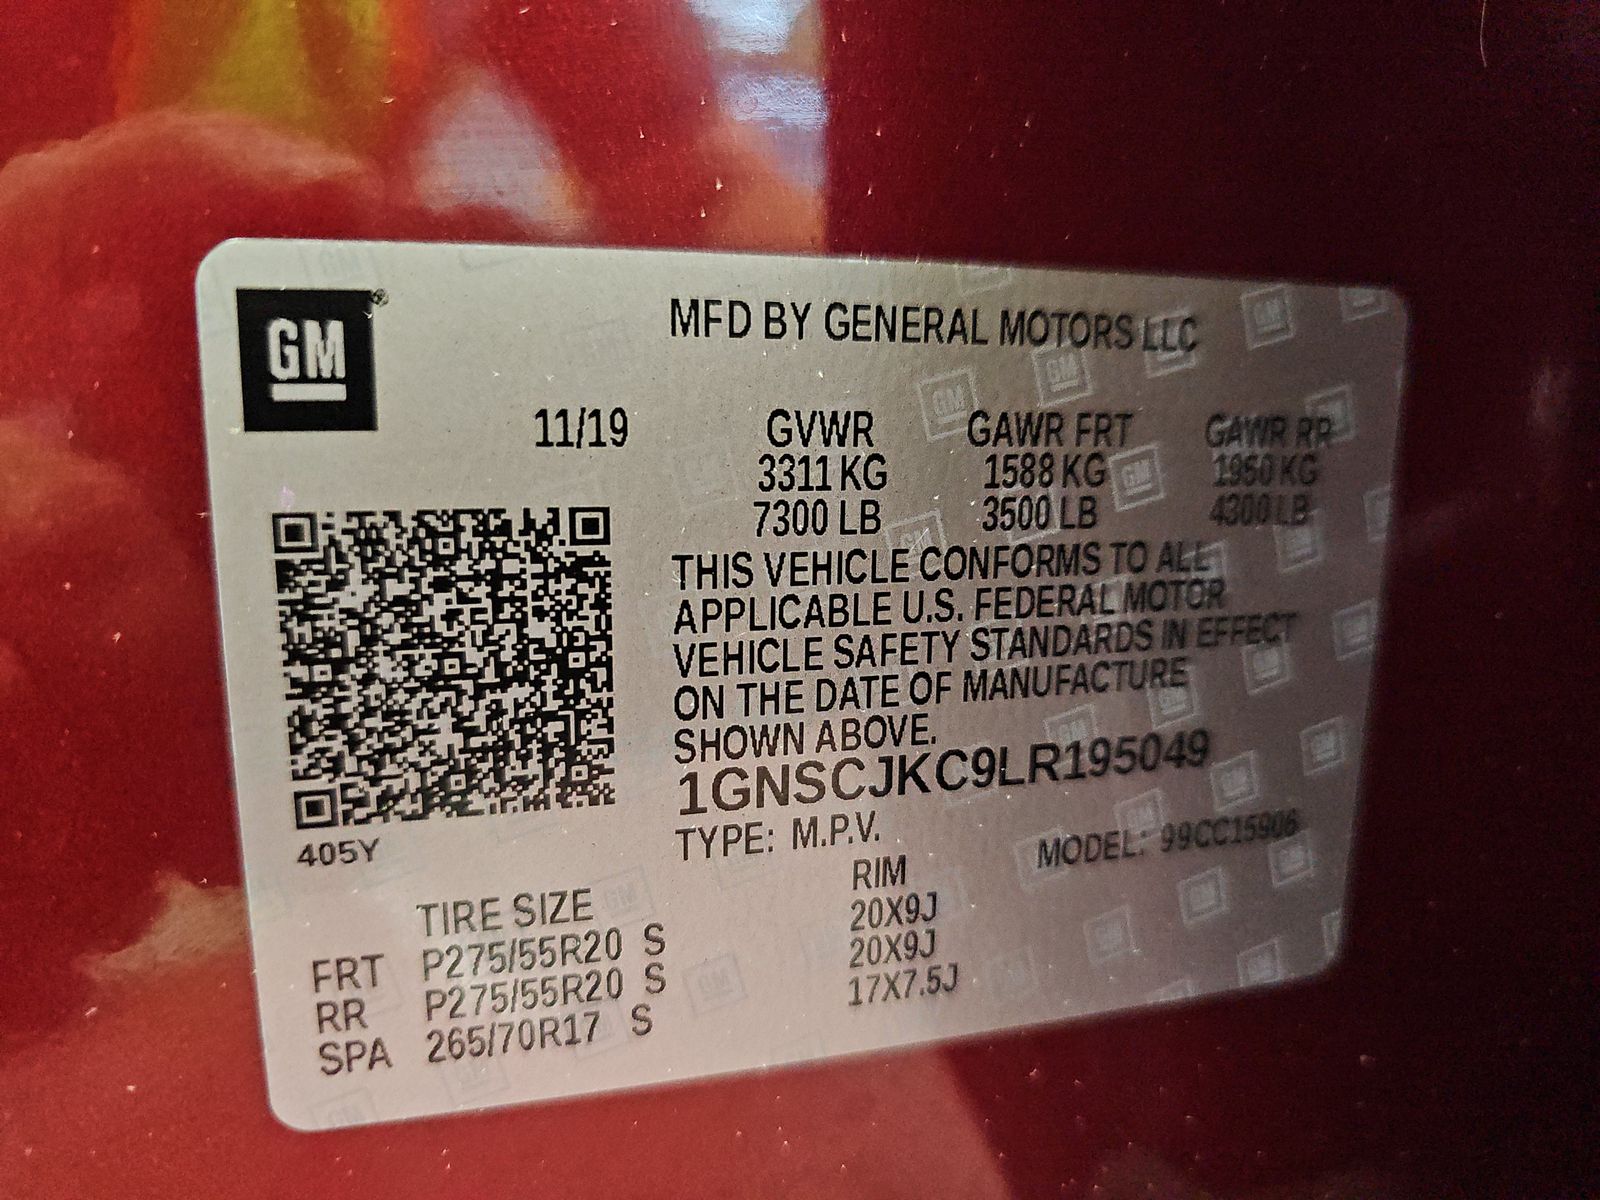 GM®
MFD BY GENERAL MOTORS LLC
11/19 GVWR GAWR FRT GAWR RR
3311 KG 1588 KG 1950 KG
7300 LB 3500 LB 4300 LB
THIS VEHICLE CONFORMS TO ALL
APPLICABLE U.S. FEDERAL MOTOR
VEHICLE SAFETY STANDARDS IN EFFECT
ON THE DATE OF MANUFACTURE
SHOWN ABOVE.
1GNSCJKC9LR195049
405Y
TYPE: M.P.V. MODEL: 99CC15906
TIRE SIZE RIM
FRT P275/55R20 S 20X9J
RR P275/55R20 S 20X9J
SPA 265/70R17 S 17X7.5J